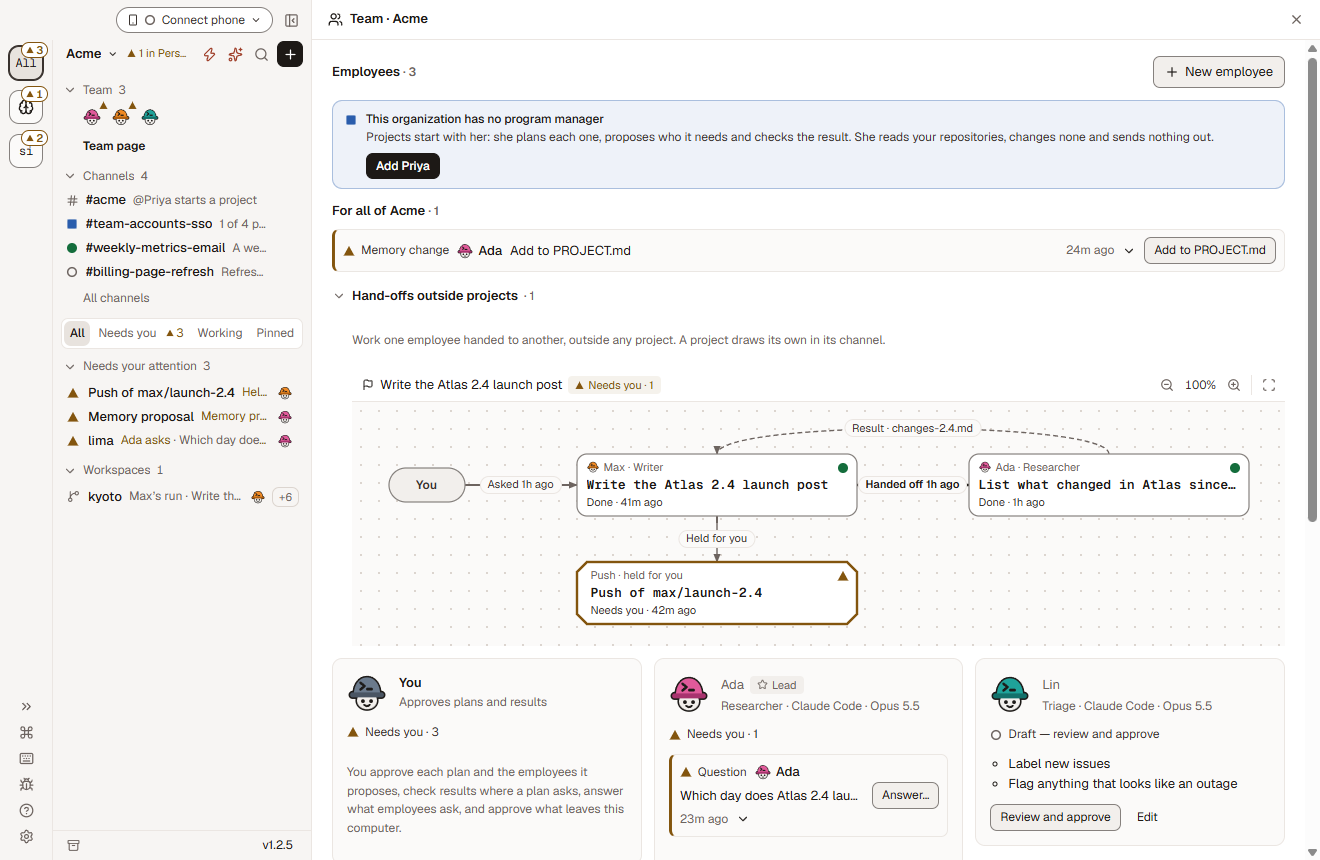 Connect phone
Team · Acme
3
All
1
2
si
Acme
1 in Pers…
Team 3
Team page
Channels 4
#acme @Priya starts a project
#team-accounts-sso 1 of 4 p…
#weekly-metrics-email A we…
#billing-page-refresh Refres…
All channels
All Needs you 3 Working Pinned
Needs your attention 3
Push of max/launch-2.4 Hel…
Memory proposal Memory pr…
lima Ada asks · Which day doe…
Workspaces 1
kyoto Max's run · Write th… +6
v1.2.5
Employees · 3
New employee
This organization has no program manager
Projects start with her: she plans each one, proposes who it needs and checks the result. She reads your repositories, changes none and sends nothing out.
Add Priya
For all of Acme · 1
Memory change Ada Add to PROJECT.md 24m ago Add to PROJECT.md
Hand-offs outside projects · 1
Work one employee handed to another, outside any project. A project draws its own in its channel.
Write the Atlas 2.4 launch post Needs you · 1 100%
Result · changes-2.4.md
You
Asked 1h ago
Max · Writer
Write the Atlas 2.4 launch post
Done · 41m ago
Handed off 1h ago
Ada · Researcher
List what changed in Atlas since…
Done · 1h ago
Held for you
Push · held for you
Push of max/launch-2.4
Needs you · 42m ago
You
Approves plans and results
Needs you · 3
You approve each plan and the employees it
proposes, check results where a plan asks, answer
what employees ask, and approve what leaves this
computer.
Ada Lead
Researcher · Claude Code · Opus 5.5
Needs you · 1
Question Ada
Which day does Atlas 2.4 lau…
Answer…
23m ago
Lin
Triage · Claude Code · Opus 5.5
Draft — review and approve
Label new issues
Flag anything that looks like an outage
Review and approve Edit